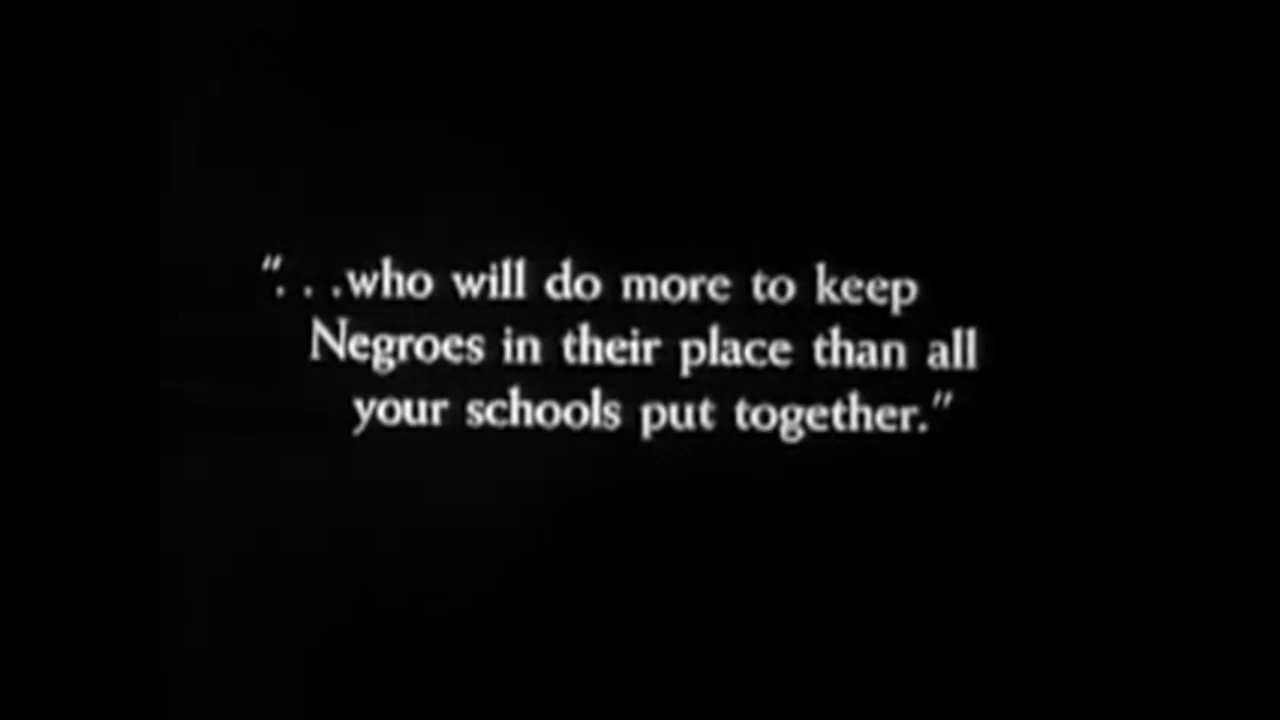 ". . .who will do more to keep
Negroes in their place than all
your schools put together."